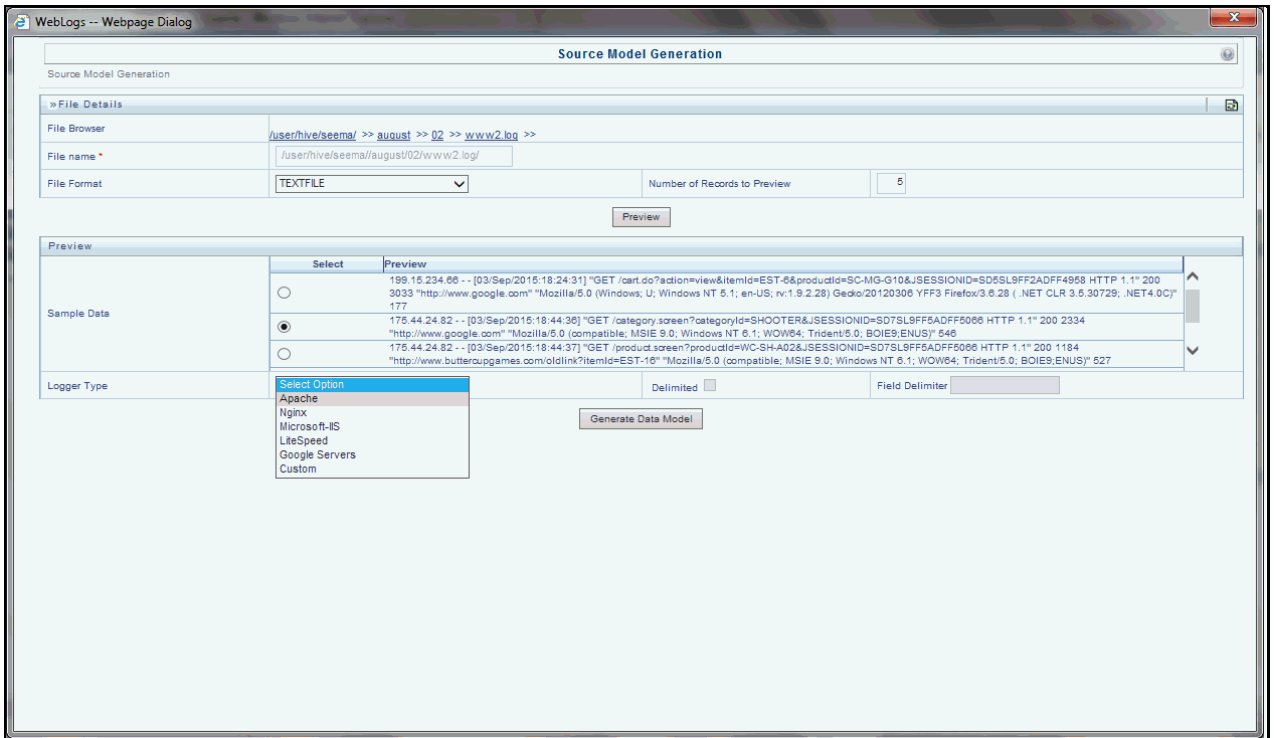 WebLogs -- Webpage Dialog
x
Source Model Generation
Source Model Generation
»File Details
File Browser
/user/hive/seema/ >> august >> 02 >> www2.log >>
File name *
/user/hive/seema//august/02/www2.log/
File Format
TEXTFILE
Number of Records to Preview
5
Preview
Preview
Select Preview
199.15.234.66 - - [03/Sep/2015:18:24:31] "GET /cart.do?action=view&itemId=EST-6&productId=SC-MG-G10&JSESSIONID=SD5SL9FF2ADFF4958 HTTP 1.1" 200
3033 "http://www.google.com" "Mozilla/5.0 (Windows; U; Windows NT 5.1; en-US; rv:1.9.2.28) Gecko/20120306 YFF3 Firefox/3.6.28 ( .NET CLR 3.5.30729; .NET4.0C)"
177
Sample Data
175.44.24.82 - - [03/Sep/2015:18:44:36] "GET /category.screen?categoryId=SHOOTER&JSESSIONID=SD7SL9FF5ADFF5066 HTTP 1.1" 200 2334
"http://www.google.com" "Mozilla/5.0 (compatible; MSIE 9.0; Windows NT 6.1; WOW64; Trident/5.0; BOIE9;ENUS)" 546
175.44.24.82 - - [03/Sep/2015:18:44:37] "GET /product.screen?productId=WC-SH-A02&JSESSIONID=SD7SL9FF5ADFF5066 HTTP 1.1" 200 1184
"http://www.buttercupgames.com/oldlink?itemId=EST-16" "Mozilla/5.0 (compatible; MSIE 9.0; Windows NT 6.1; WOW64; Trident/5.0; BOIE9;ENUS)" 527
Logger Type
Select Option
Delimited
Field Delimiter
Apache
Nginx
Microsoft-IIS
LiteSpeed
Google Servers
Custom
Generate Data Model